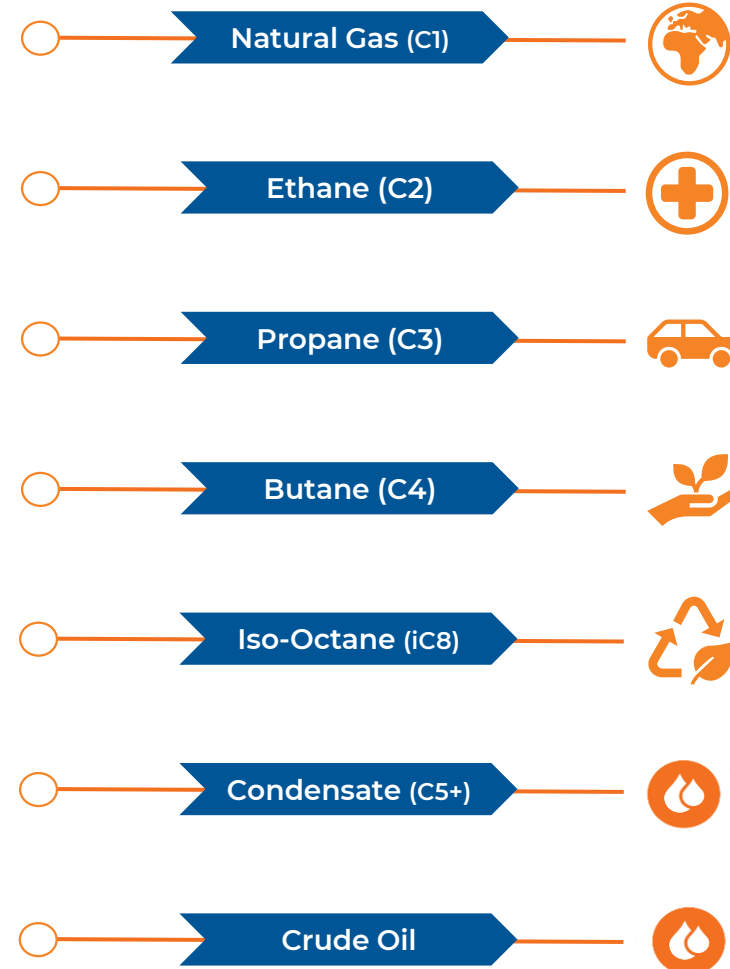 Natural Gas (C1)
Ethane (C2)
Propane (C3)
Butane (C4)
Iso-Octane (iC8)
Condensate (C5+)
Crude Oil